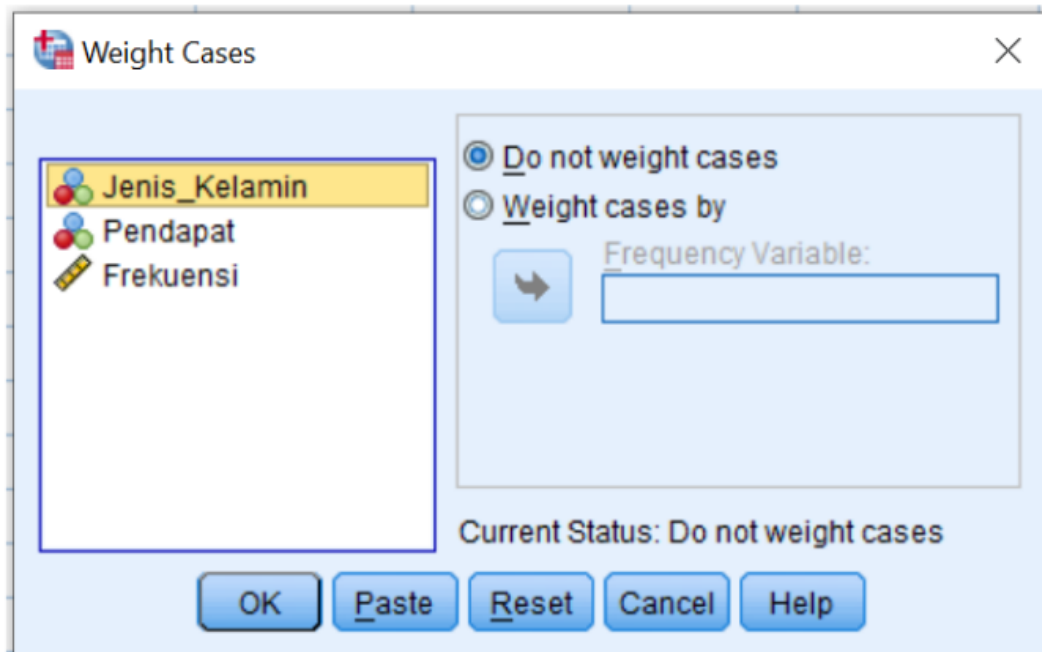 Weight Cases
Jenis_Kelamin
Pendapat
Frekuensi
Do not weight cases
Weight cases by
Frequency Variable:
Current Status: Do not weight cases
OK Paste Reset Cancel Help